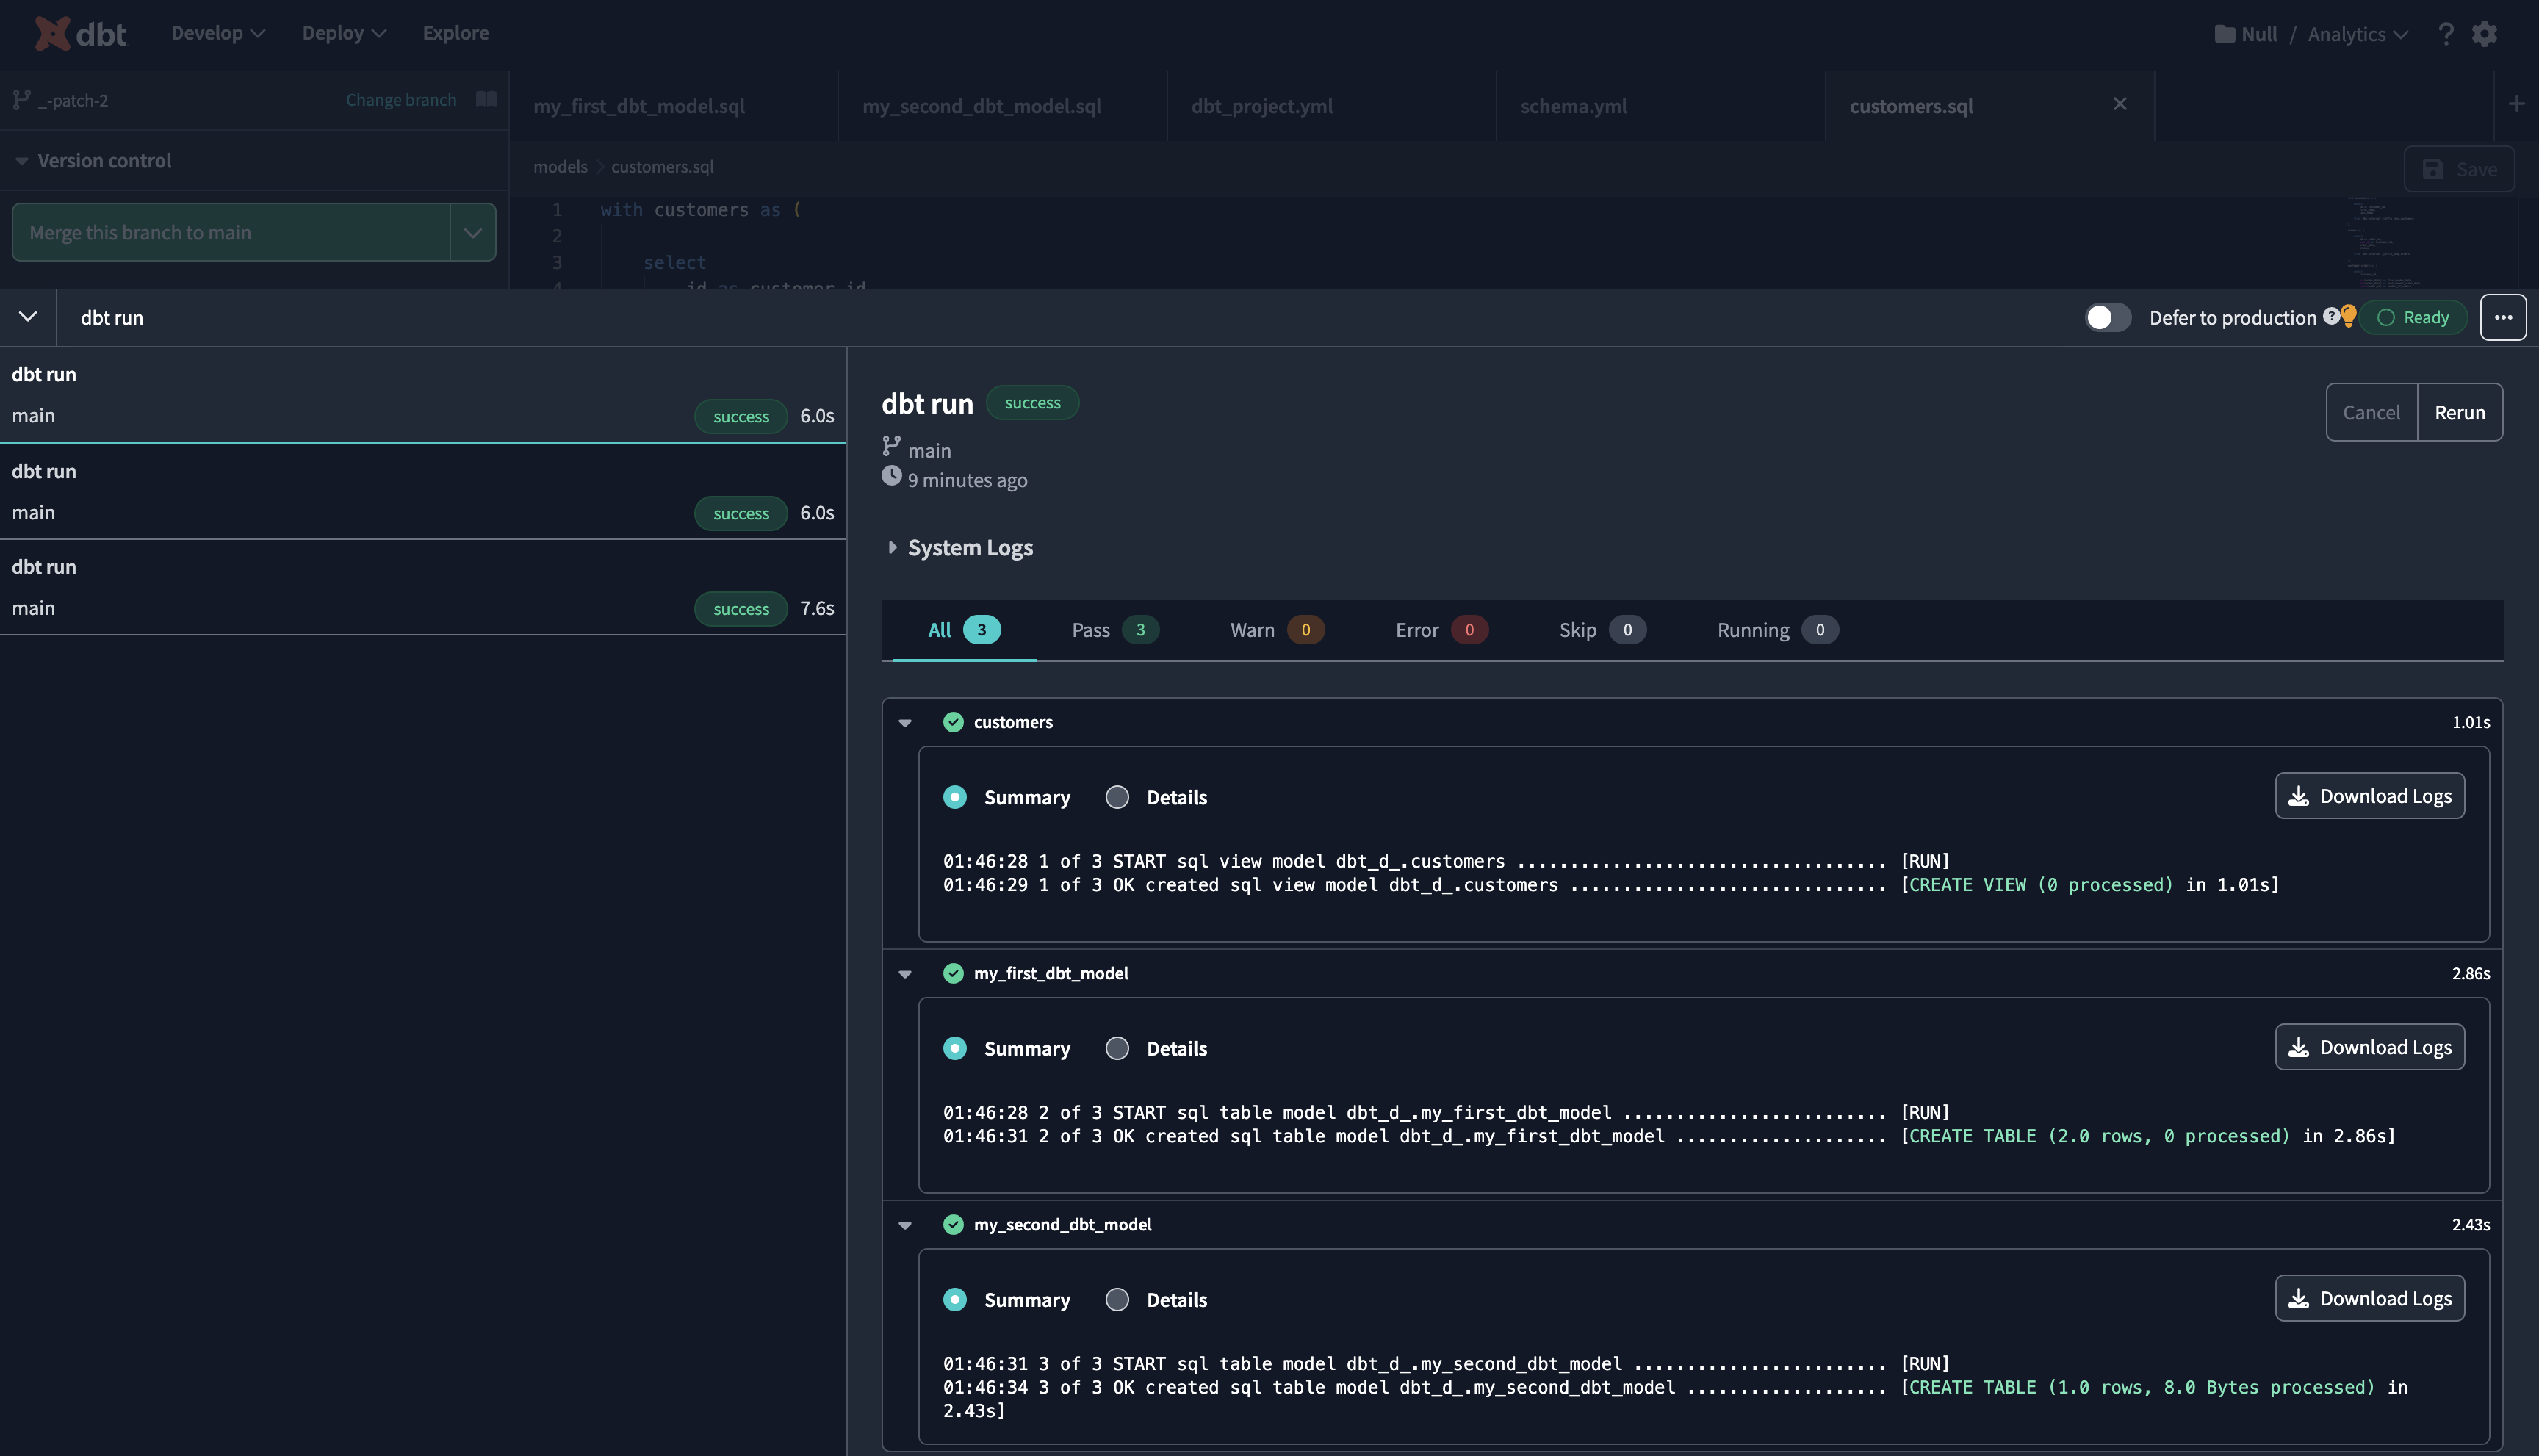 dbt
Develop
Deploy
Explore
Null / Analytics
?
_-patch-2
Change branch
my_first_dbt_model.sql
my_second_dbt_model.sql
dbt_project.yml
schema.yml
customers.sql
Version control
models > customers.sql
Save
Merge this branch to main
1 with customers as (
2
3 select
4 id as customer_id
dbt run
Defer to production
?
Ready
dbt run
main success 6.0s
dbt run
main success 6.0s
dbt run
main success 7.6s
dbt run success
main
9 minutes ago
Cancel
Rerun
System Logs
All 3 Pass 3 Warn 0 Error 0 Skip 0 Running 0
customers 1.01s
Summary Details Download Logs
01:46:28 1 of 3 START sql view model dbt_d_.customers ................................... [RUN]
01:46:29 1 of 3 OK created sql view model dbt_d_.customers .............................. [CREATE VIEW (0 processed) in 1.01s]
my_first_dbt_model 2.86s
Summary Details Download Logs
01:46:28 2 of 3 START sql table model dbt_d_.my_first_dbt_model ......................... [RUN]
01:46:31 2 of 3 OK created sql table model dbt_d_.my_first_dbt_model .................... [CREATE TABLE (2.0 rows, 0 processed) in 2.86s]
my_second_dbt_model 2.43s
Summary Details Download Logs
01:46:31 3 of 3 START sql table model dbt_d_.my_second_dbt_model ........................ [RUN]
01:46:34 3 of 3 OK created sql table model dbt_d_.my_second_dbt_model ................... [CREATE TABLE (1.0 rows, 8.0 Bytes processed) in
2.43s]